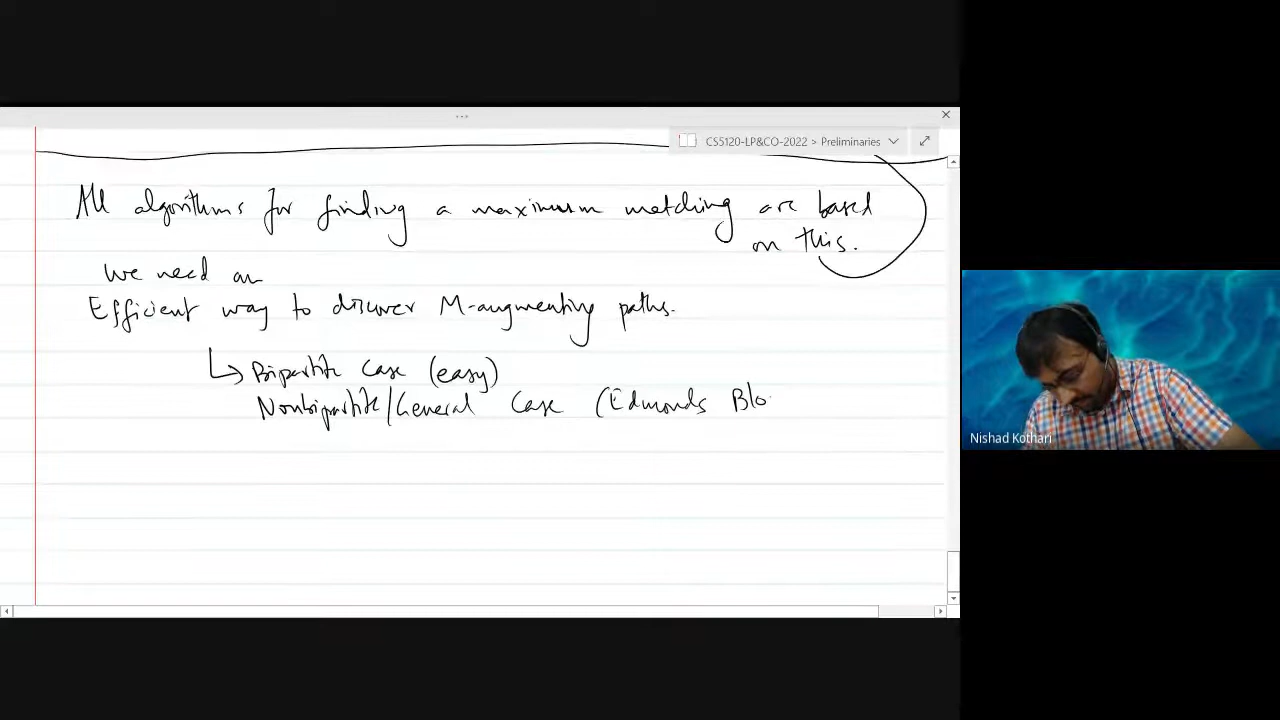 CS5120-LP&CO-2022 > Preliminaries
All algorithms for finding a maximum matching are based
on this.
We need an
Efficient way to discover M-augmenting paths.
Bipartite case (easy)
Nonbipartite/General Case (Edmonds Blo
Nishad Kothari